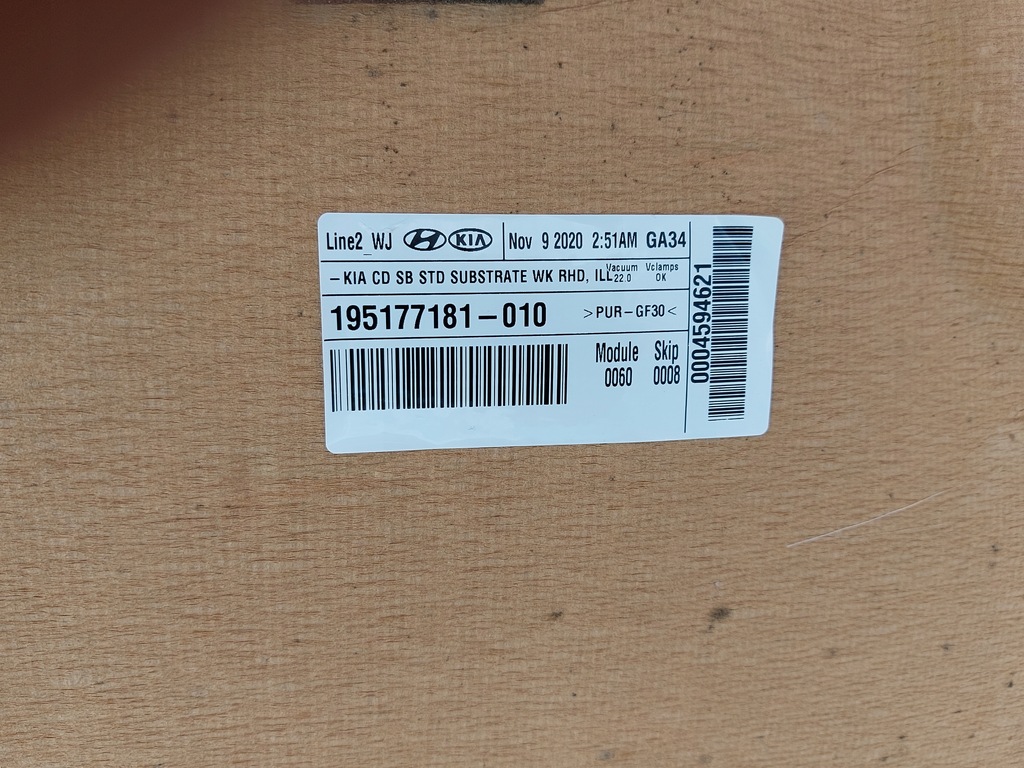 Line2_WJ HYUNDAI KIA Nov 9 2020 2:51AM GA34
-KIA CD SB STD SUBSTRATE WK RHD, ILL Vacuum 22.0 Vclamps OK
195177181-010 >PUR-GF30<
Module 0060 Skip 0008
0004594621